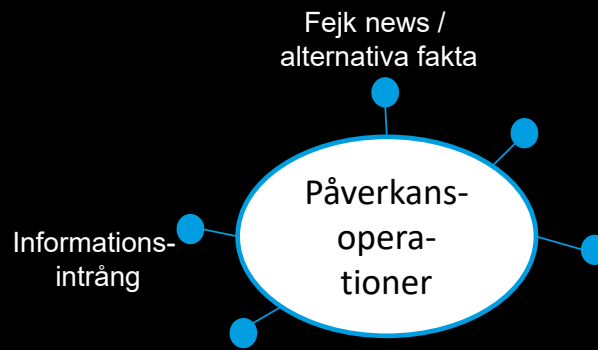 Fejk news /
alternativa fakta
Påverkans-
opera-
tioner
Informations-
intrång